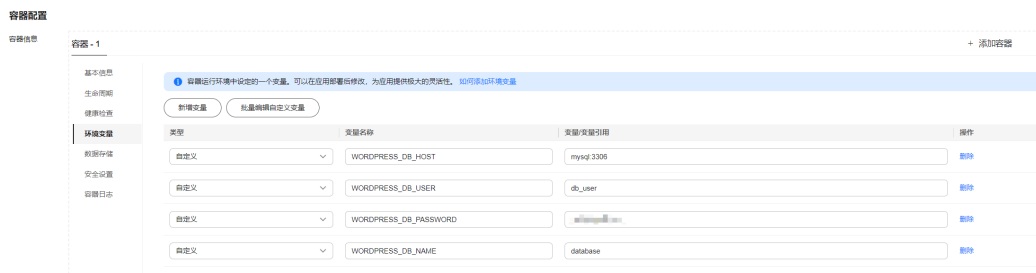 容器配置
容器信息
容器 - 1
+ 添加容器
基本信息
生命周期
健康检查
环境变量
数据存储
安全设置
容器日志
容器运行环境中设定的一个变量。可以在应用部署后修改，为应用提供极大的灵活性。 如何添加环境变量
新增变量 批量编辑自定义变量
类型 变量名称 变量/变量引用 操作
自定义 WORDPRESS_DB_HOST mysql:3306 删除
自定义 WORDPRESS_DB_USER db_user 删除
自定义 WORDPRESS_DB_PASSWORD 删除
自定义 WORDPRESS_DB_NAME database 删除